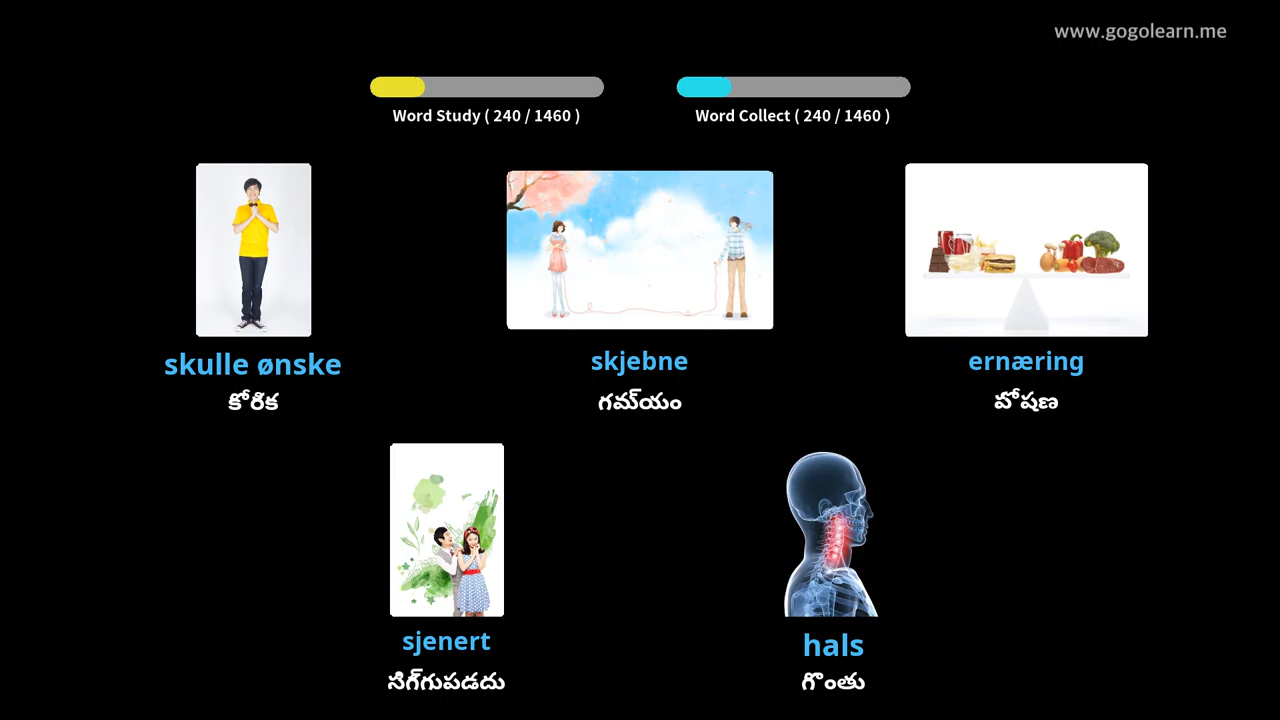 www.gogolearn.me
Word Study ( 240 / 1460 )
Word Collect ( 240 / 1460 )
skulle ønske
కోరిక
skjebne
గమ్‌యం
ernæring
పోషణ
sjenert
సిగ్‌గుపడదు
hals
గొంతు